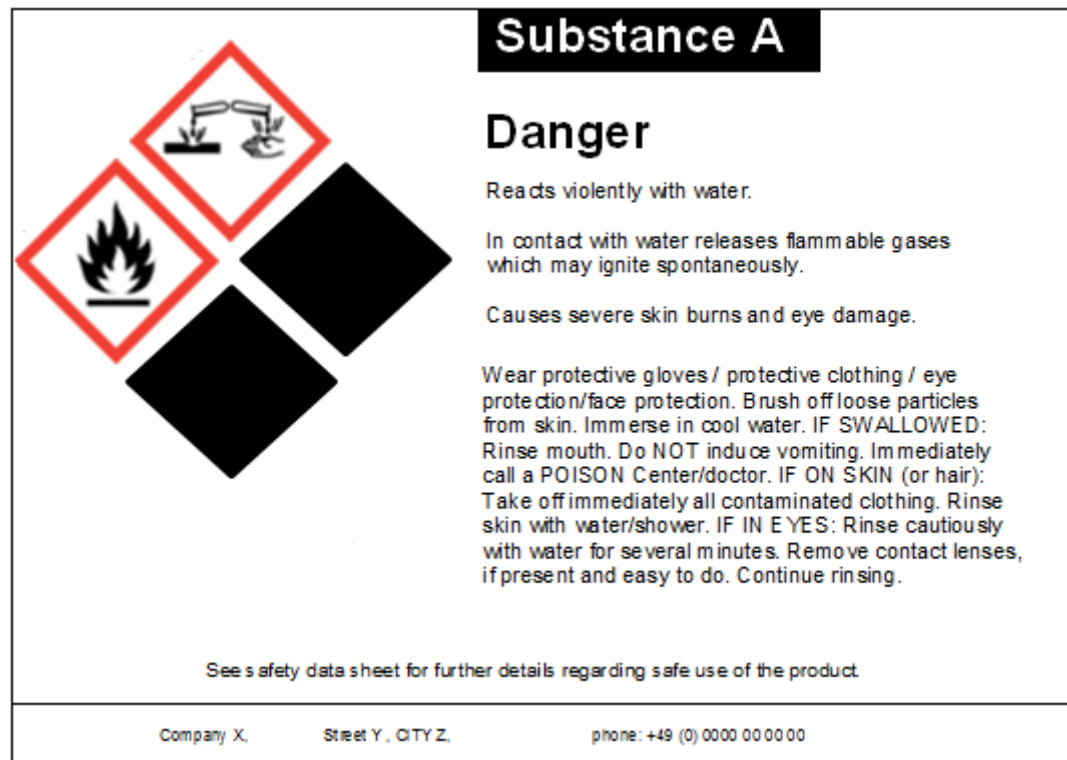 Substance A
Danger
Reacts violently with water.
In contact with water releases flammable gases
which may ignite spontaneously.
Causes severe skin burns and eye damage.
Wear protective gloves / protective clothing / eye
protection/face protection. Brush off loose particles
from skin. Immerse in cool water. IF SWALLOWED:
Rinse mouth. Do NOT induce vomiting. Immediately
call a POISON Center/doctor. IF ON SKIN (or hair):
Take off immediately all contaminated clothing. Rinse
skin with water/shower. IF IN EYES: Rinse cautiously
with water for several minutes. Remove contact lenses,
if present and easy to do. Continue rinsing.
See safety data sheet for further details regarding safe use of the product
Company X, Street Y, CITY Z, phone: +49 (0) 0000 000000